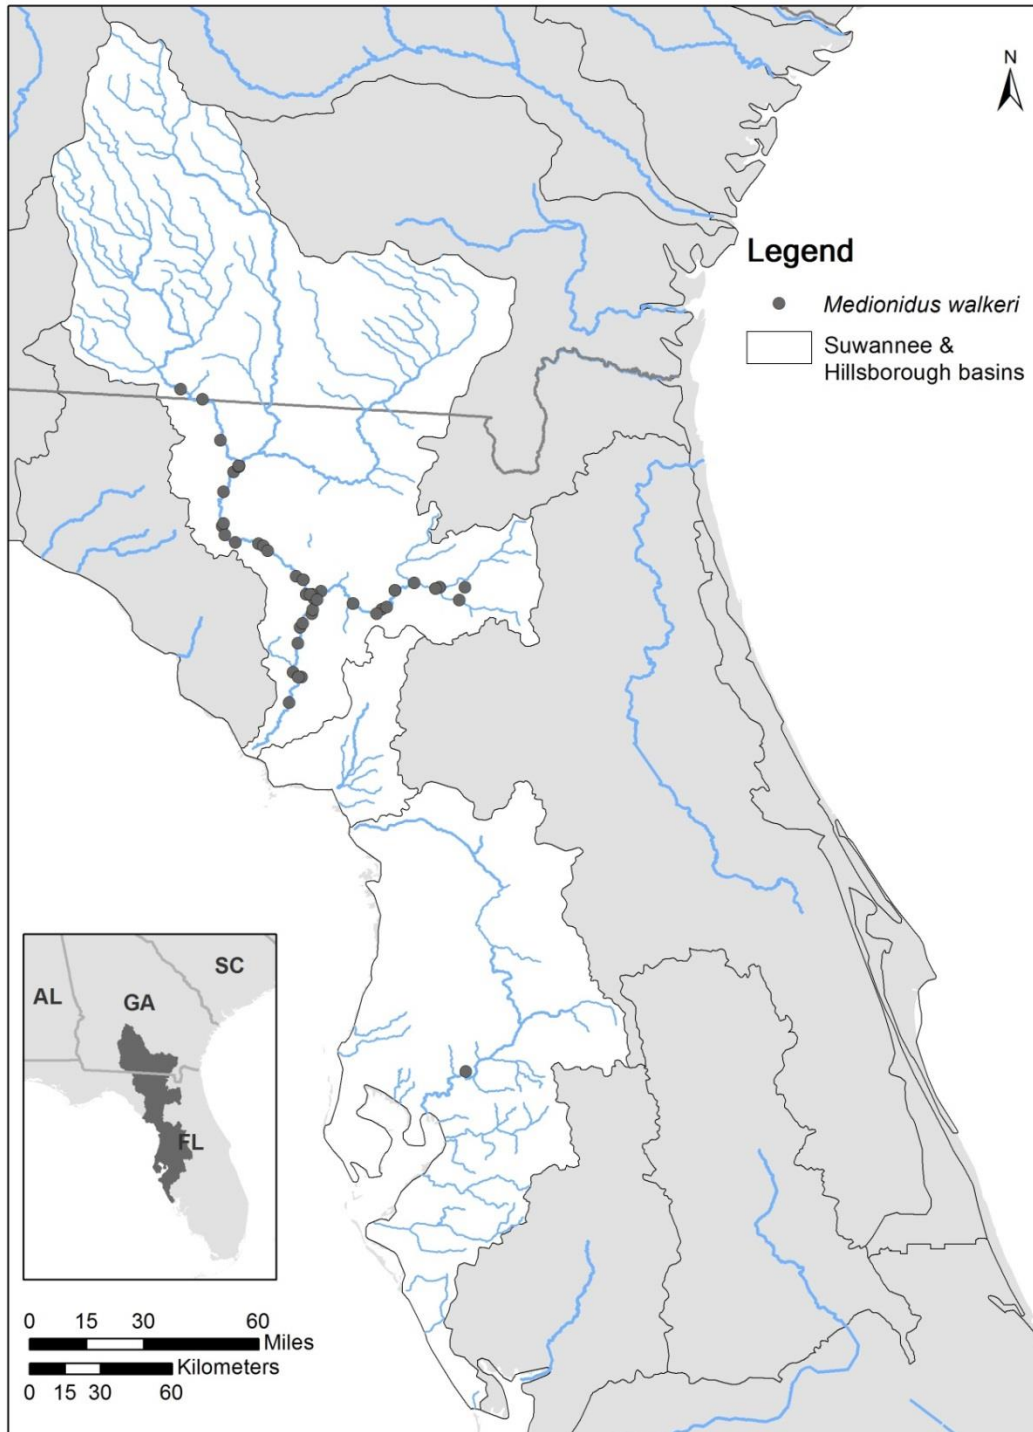 N
Legend
Medionidus walkeri
Suwannee &
Hillsborough basins
SC
AL
GA
FL
0 15 30 60
Miles
Kilometers
0 15 30 60